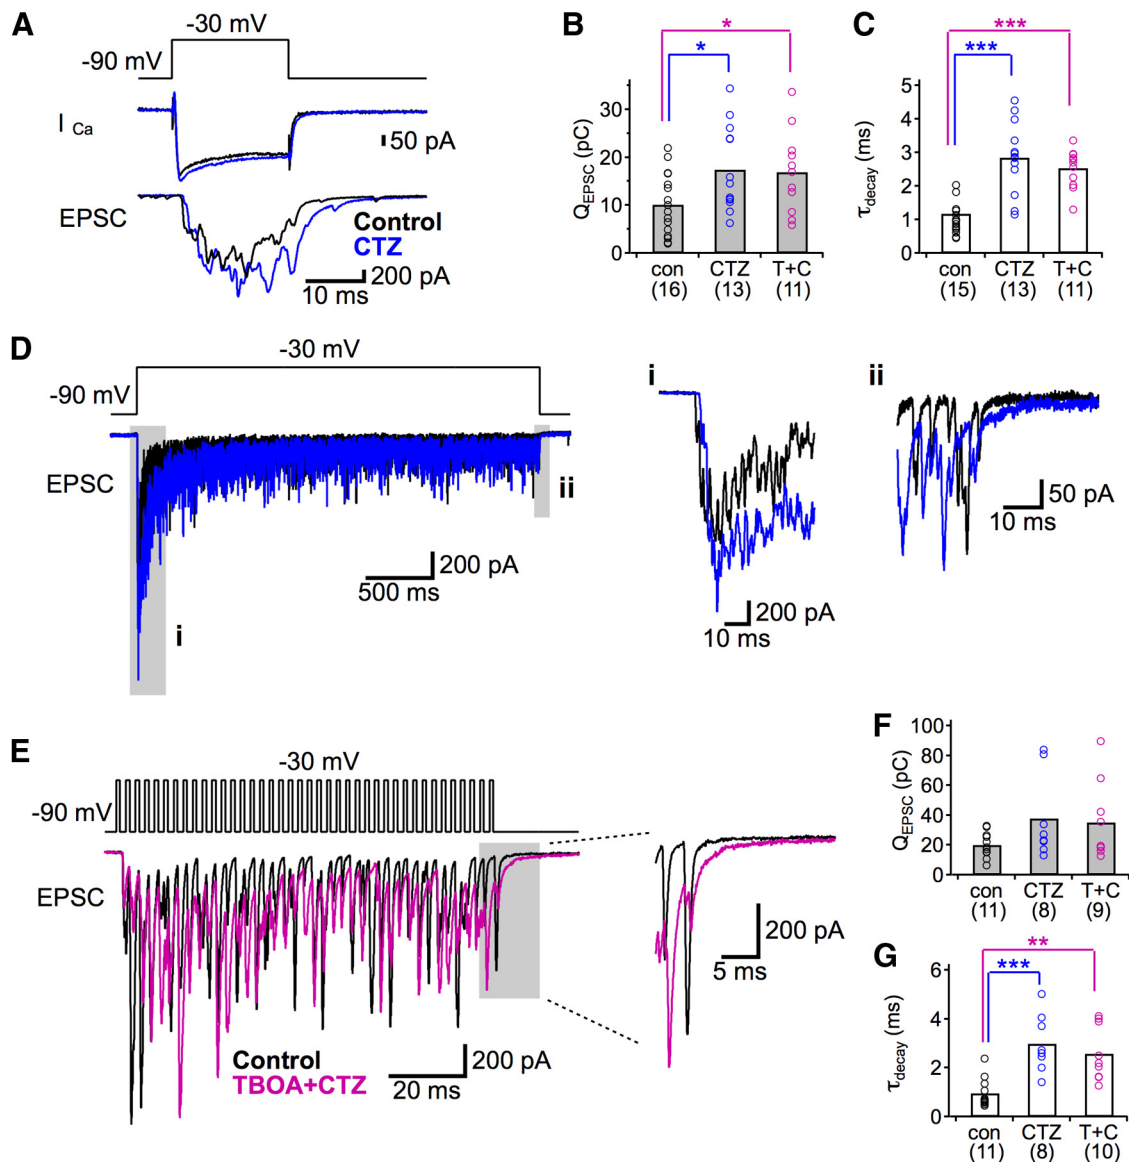 A
-30 mV
-90 mV
I Ca
50 pA
EPSC
Control
CTZ
200 pA
10 ms
B
*
*
Q_EPSC (pC)
30
20
10
0
con
CTZ
T+C
(16)
(13)
(11)
C
***
***
τ_decay (ms)
5
4
3
2
1
0
con
CTZ
T+C
(15)
(13)
(11)
D
-30 mV
-90 mV
EPSC
ii
200 pA
500 ms
i
i
200 pA
10 ms
ii
50 pA
10 ms
E
-30 mV
-90 mV
EPSC
Control
TBOA+CTZ
200 pA
20 ms
200 pA
5 ms
F
Q_EPSC (pC)
100
80
60
40
20
0
con
CTZ
T+C
(11)
(8)
(9)
G
**
***
τ_decay (ms)
6
4
2
0
con
CTZ
T+C
(11)
(8)
(10)